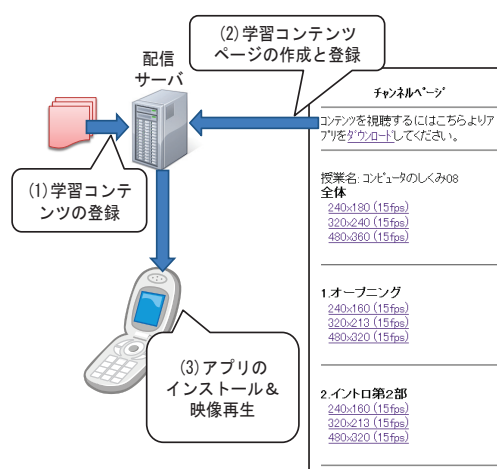 (2)学習コンテンツ
ページの作成と登録
配信
サーバ
(1)学習コンテ
ンツの登録
(3)アプリの
インストール＆
映像再生
ﾁｬﾝﾈﾙﾍﾟｰｼﾞ
ｺﾝﾃﾝﾂを視聴するにはこちらよりｱ
ﾌﾟﾘをﾀﾞｳﾝﾛｰﾄﾞしてください。
授業名:ｺﾝﾋﾟｭｰﾀのしくみ08
全体
240x180 (15fps)
320x240 (15fps)
480x360 (15fps)
1.オープニング
240x160 (15fps)
320x213 (15fps)
480x320 (15fps)
2.イントロ第2部
240x160 (15fps)
320x213 (15fps)
480x320 (15fps)